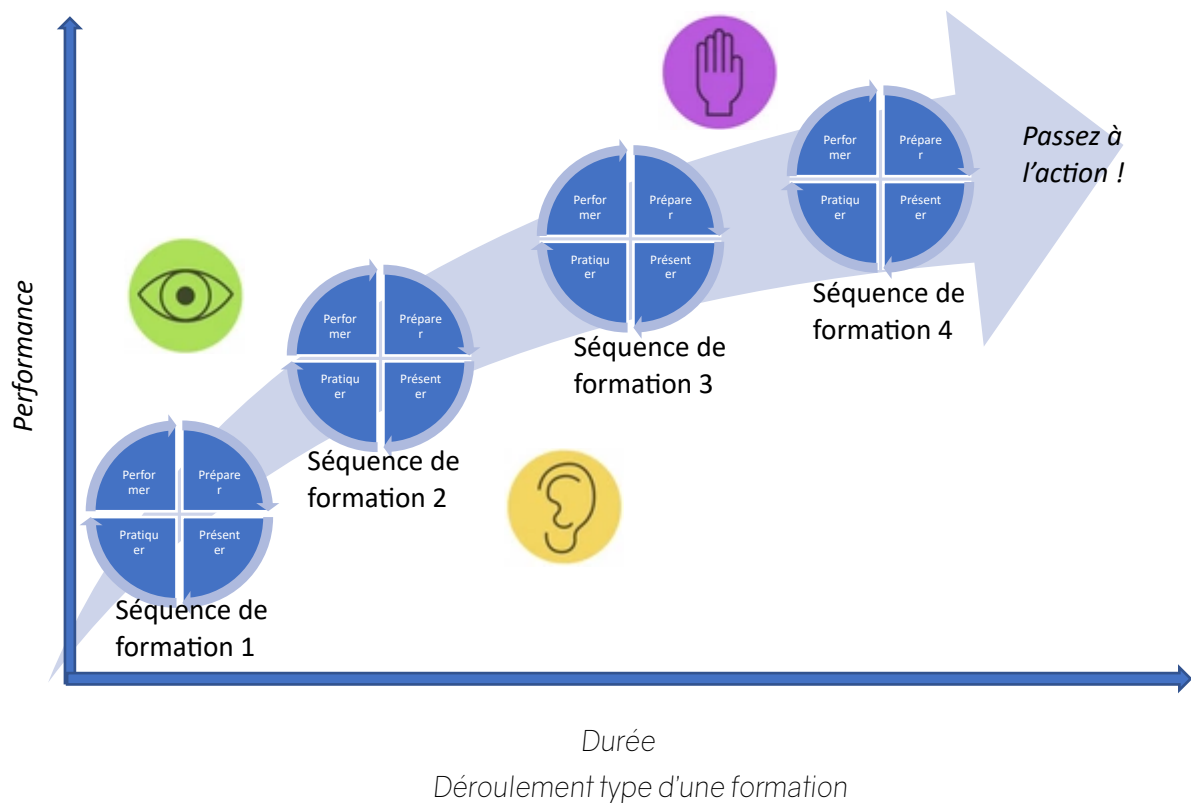 Performance
Perfor
mer
Prépare
r
Pratiqu
er
Présent
er
Séquence de
formation 1
Perfor
mer
Prépare
r
Pratiqu
er
Présent
er
Séquence de
formation 2
Perfor
mer
Prépare
r
Pratiqu
er
Présent
er
Séquence de
formation 3
Perfor
mer
Prépare
r
Pratiqu
er
Présent
er
Séquence de
formation 4
Passez à
l’action !
Durée
Déroulement type d'une formation